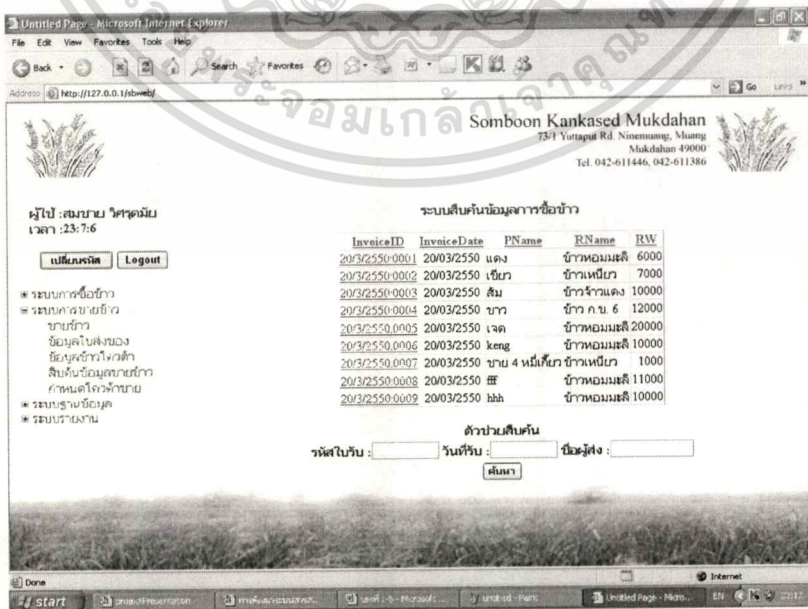 Untitled Page - Microsoft Internet Explorer
File Edit View Favorites Tools Help
Back Search Favorites
Address http://127.0.0.1/sbweb/ Go Links
Somboon Kankased Mukdahan
73/1 Yuttaput Rd. Ninemuang, Muang
Mukdahan 49000
Tel. 042-611446, 042-611386
ผู้ใช้ :สมชาย วิศรุตมัย
เวลา :23:7:6
เปลี่ยนรหัส Logout
ระบบการซื้อข้าว
ระบบการขายข้าว
ขายข้าว
ข้อมูลใบส่งของ
ข้อมูลข้าวโควต้า
สืบค้นข้อมูลขายข้าว
กำหนดโควต้าขาย
ระบบฐานข้อมูล
ระบบรายงาน
ระบบสืบค้นข้อมูลการซื้อข้าว
InvoiceID InvoiceDate PName RName RW
20/3/2550:0001 20/03/2550 แดง ข้าวหอมมะลิ 6000
20/3/2550:0002 20/03/2550 เขียว ข้าวเหนียว 7000
20/3/2550:0003 20/03/2550 ส้ม ข้าวจ้าวแดง 10000
20/3/2550:0004 20/03/2550 ขาว ข้าว ก.ข. 6 12000
20/3/2550:0005 20/03/2550 เจด ข้าวหอมมะลิ 20000
20/3/2550:0006 20/03/2550 keng ข้าวหอมมะลิ 10000
20/3/2550:0007 20/03/2550 ชาย 4 หมี่เกี๊ยว ข้าวเหนียว 1000
20/3/2550:0008 20/03/2550 fff ข้าวหอมมะลิ 11000
20/3/2550:0009 20/03/2550 hhh ข้าวหอมมะลิ 10000
ตัวช่วยสืบค้น
รหัสใบรับ : วันที่รับ : ชื่อผู้ส่ง :
ค้นหา
Done Internet
start projectPresentation บทที่ 1-5 - Microsoft ... untitled - Paint Untitled Page - Micro... EN 22:17